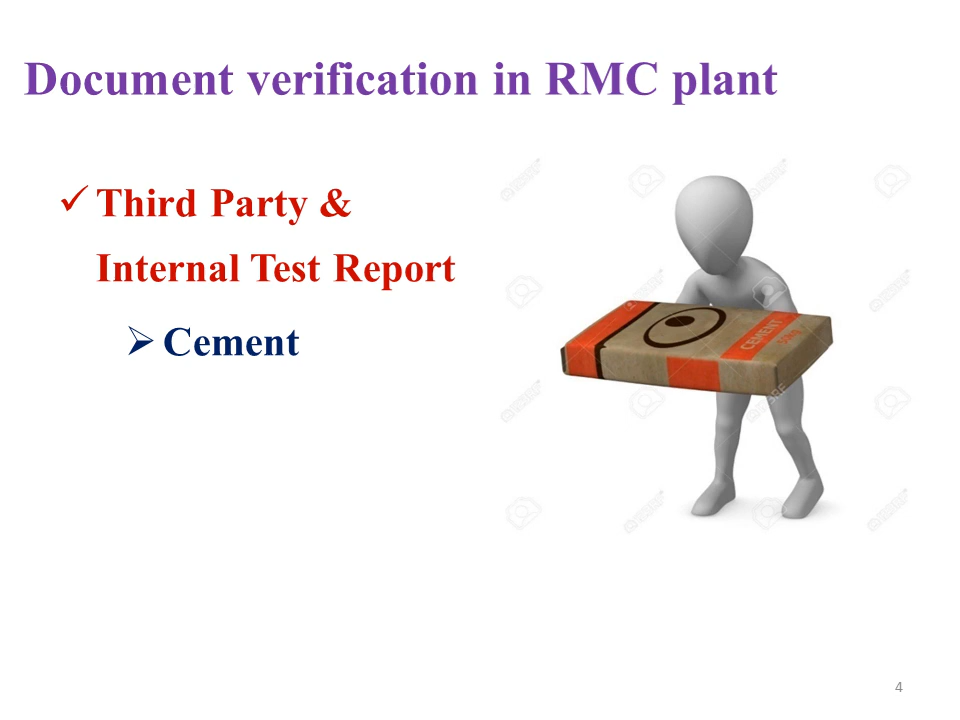 Document verification in RMC plant
Third Party &
Internal Test Report
Cement
CEMENT
4